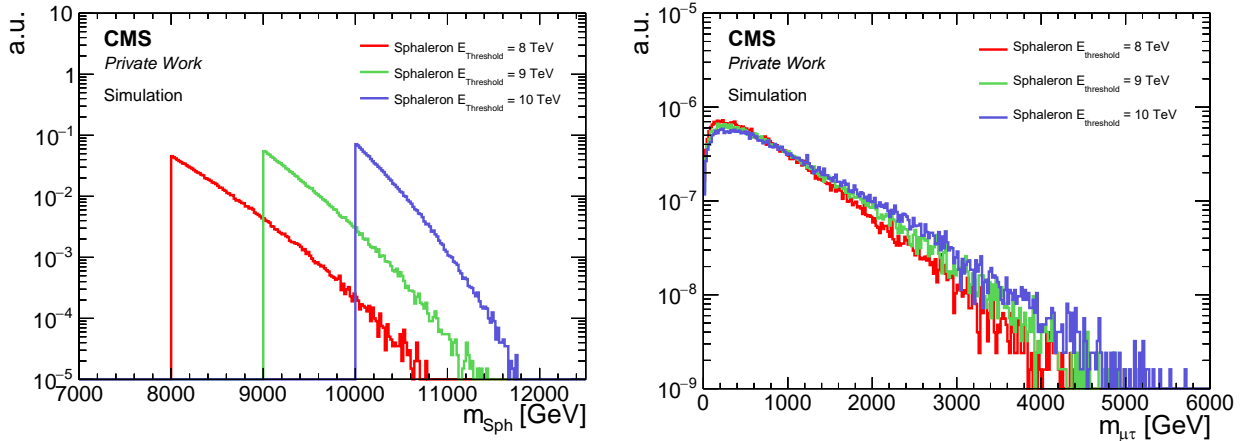 a.u.
10
1
10⁻¹
10⁻²
10⁻³
10⁻⁴
10⁻⁵
CMS
Private Work
Simulation
Sphaleron E_Threshold = 8 TeV
Sphaleron E_Threshold = 9 TeV
Sphaleron E_Threshold = 10 TeV
7000 8000 9000 10000 11000 12000
m_Sph [GeV]
a.u.
10⁻⁵
10⁻⁶
10⁻⁷
10⁻⁸
10⁻⁹
CMS
Private Work
Simulation
Sphaleron E_threshold = 8 TeV
Sphaleron E_threshold = 9 TeV
Sphaleron E_threshold = 10 TeV
0 1000 2000 3000 4000 5000 6000
m_μτ [GeV]